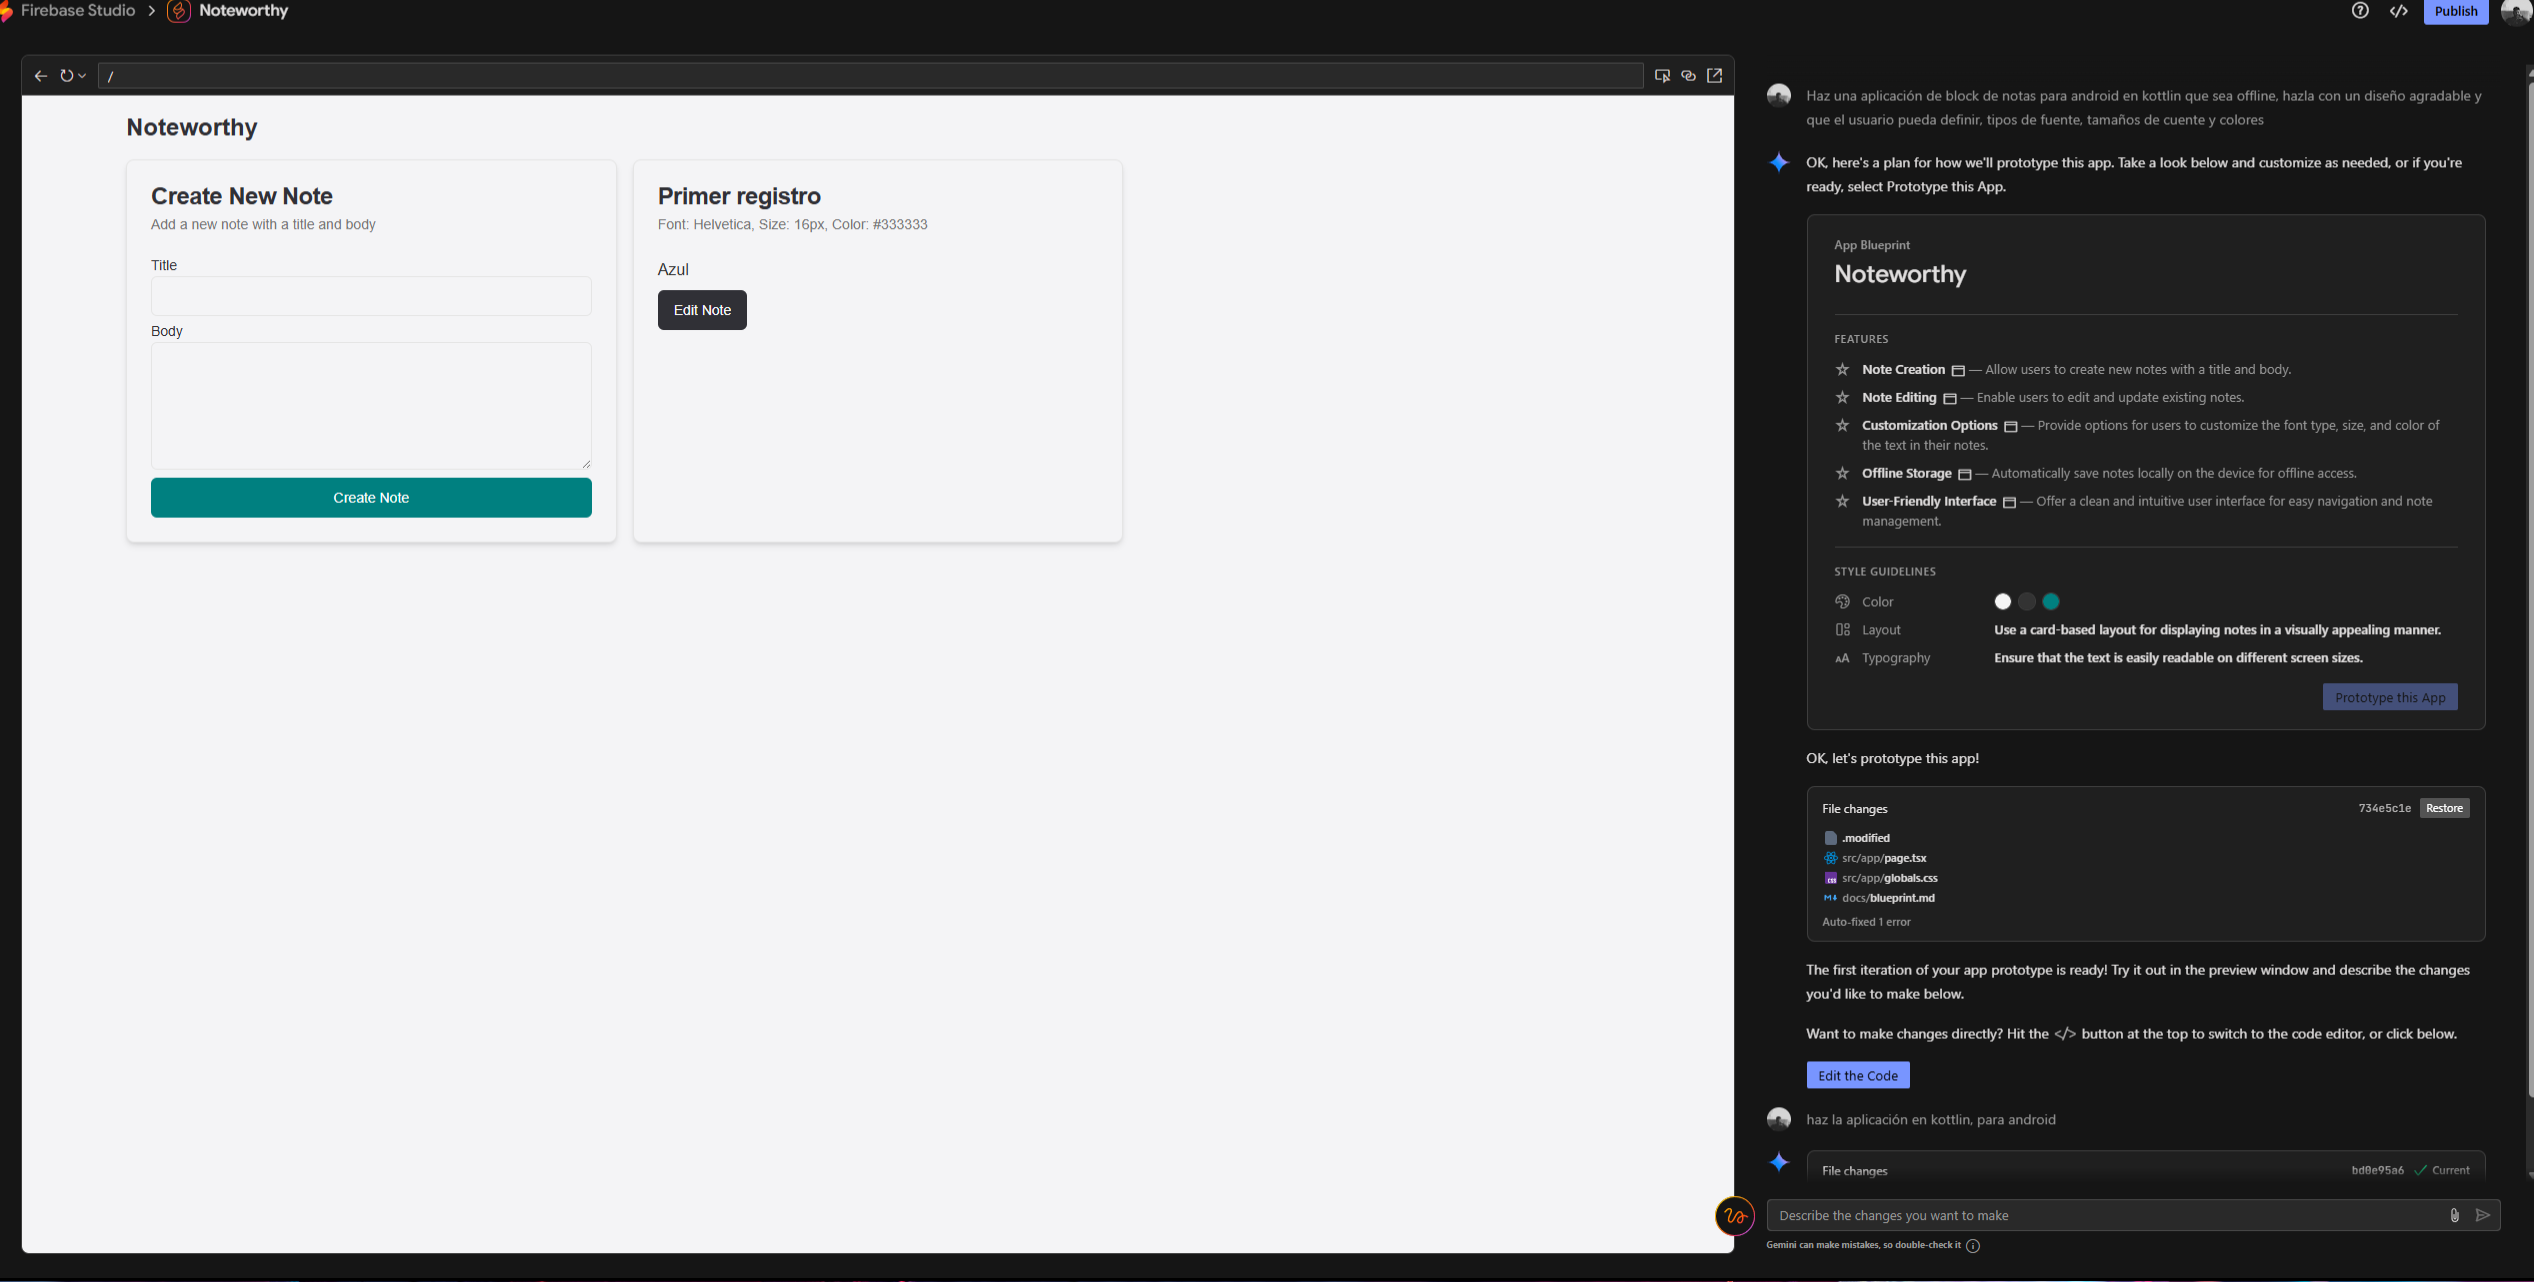 Firebase Studio > Noteworthy
Publish
/
Noteworthy
Create New Note
Add a new note with a title and body
Title
Body
Create Note
Primer registro
Font: Helvetica, Size: 16px, Color: #333333
Azul
Edit Note
Haz una aplicación de block de notas para android en kottlin que sea offline, hazla con un diseño agradable y
que el usuario pueda definir, tipos de fuente, tamaños de cuente y colores
OK, here's a plan for how we'll prototype this app. Take a look below and customize as needed, or if you're
ready, select Prototype this App.
App Blueprint
Noteworthy
FEATURES
Note Creation — Allow users to create new notes with a title and body.
Note Editing — Enable users to edit and update existing notes.
Customization Options — Provide options for users to customize the font type, size, and color of
the text in their notes.
Offline Storage — Automatically save notes locally on the device for offline access.
User-Friendly Interface — Offer a clean and intuitive user interface for easy navigation and note
management.
STYLE GUIDELINES
Color
Layout Use a card-based layout for displaying notes in a visually appealing manner.
AA Typography Ensure that the text is easily readable on different screen sizes.
Prototype this App
OK, let's prototype this app!
File changes 734e5c1e Restore
.modified
src/app/page.tsx
css src/app/globals.css
M↓ docs/blueprint.md
Auto-fixed 1 error
The first iteration of your app prototype is ready! Try it out in the preview window and describe the changes
you'd like to make below.
Want to make changes directly? Hit the </> button at the top to switch to the code editor, or click below.
Edit the Code
haz la aplicación en kottlin, para android
File changes bd0e95a6 ✓ Current
Describe the changes you want to make
Gemini can make mistakes, so double-check it